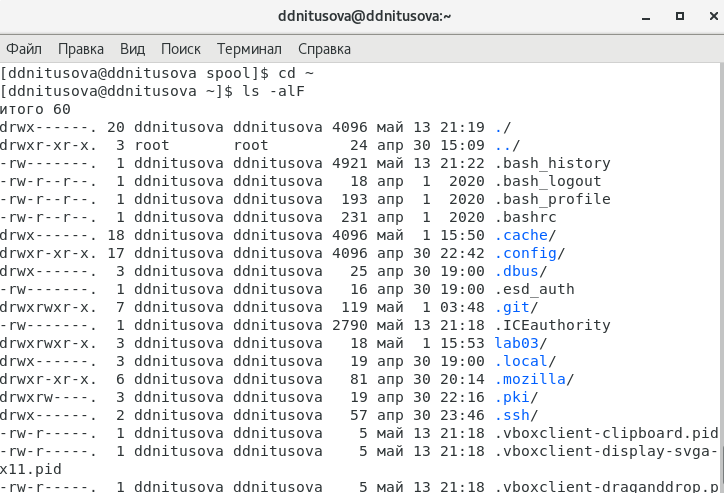 ddnitusova@ddnitusova:~
Файл Правка Вид Поиск Терминал Справка
[ddnitusova@ddnitusova spool]$ cd ~
[ddnitusova@ddnitusova ~]$ ls -alF
итого 60
drwx------. 20 ddnitusova ddnitusova 4096 май 13 21:19 ./
drwxr-xr-x.  3 root       root         24 апр 30 15:09 ../
-rw-------.  1 ddnitusova ddnitusova 4921 май 13 21:22 .bash_history
-rw-r--r--.  1 ddnitusova ddnitusova   18 апр  1  2020 .bash_logout
-rw-r--r--.  1 ddnitusova ddnitusova  193 апр  1  2020 .bash_profile
-rw-r--r--.  1 ddnitusova ddnitusova  231 апр  1  2020 .bashrc
drwx------. 18 ddnitusova ddnitusova 4096 май  1 15:50 .cache/
drwxr-xr-x. 17 ddnitusova ddnitusova 4096 апр 30 22:42 .config/
drwx------.  3 ddnitusova ddnitusova   25 апр 30 19:00 .dbus/
-rw-------.  1 ddnitusova ddnitusova   16 апр 30 19:00 .esd_auth
drwxrwxr-x.  7 ddnitusova ddnitusova  119 май  1 03:48 .git/
-rw-------.  1 ddnitusova ddnitusova 2790 май 13 21:18 .ICEauthority
drwxrwxr-x.  3 ddnitusova ddnitusova   18 май  1 15:53 lab03/
drwx------.  3 ddnitusova ddnitusova   19 апр 30 19:00 .local/
drwxr-xr-x.  6 ddnitusova ddnitusova   81 апр 30 20:14 .mozilla/
drwxrw----.  3 ddnitusova ddnitusova   19 апр 30 22:16 .pki/
drwx------.  2 ddnitusova ddnitusova   57 апр 30 23:46 .ssh/
-rw-r-----.  1 ddnitusova ddnitusova    5 май 13 21:18 .vboxclient-clipboard.pid
-rw-r-----.  1 ddnitusova ddnitusova    5 май 13 21:18 .vboxclient-display-svga-
x11.pid
-rw-r-----.  1 ddnitusova ddnitusova    5 май 13 21:18 .vboxclient-draganddrop.p